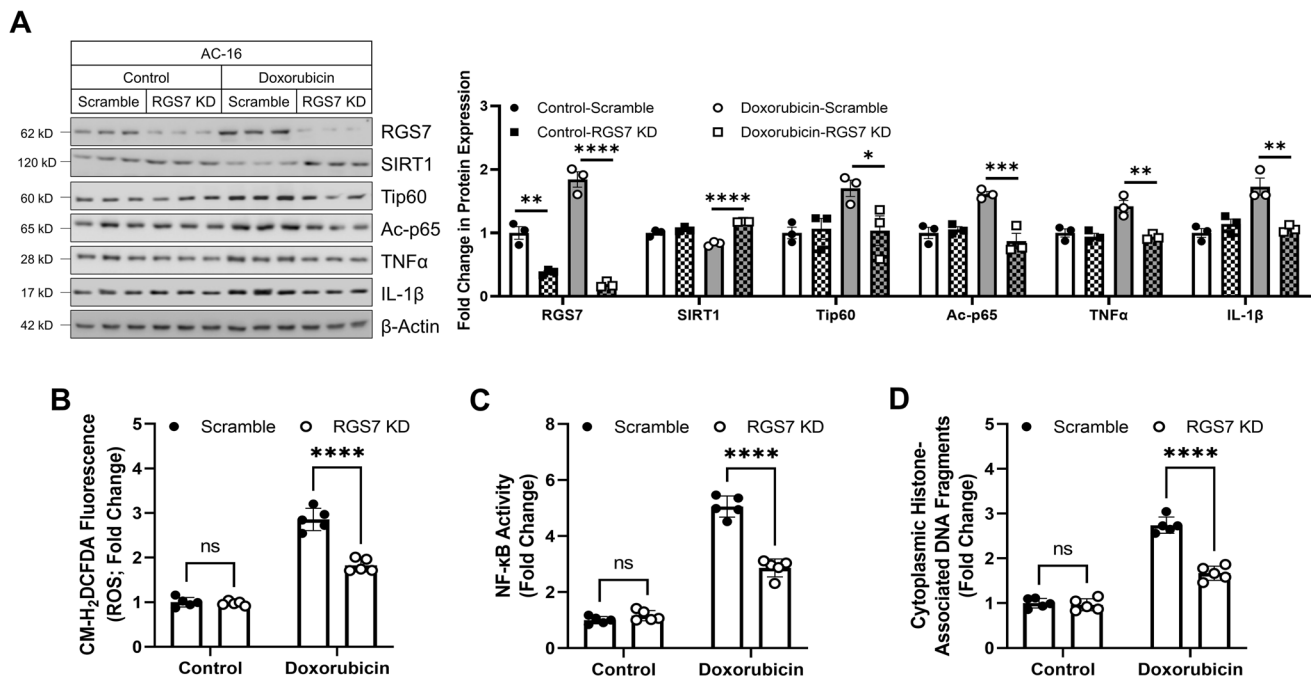 A
AC-16
Control Doxorubicin
Scramble RGS7 KD Scramble RGS7 KD
62 kD RGS7
120 kD SIRT1
60 kD Tip60
65 kD Ac-p65
28 kD TNFα
17 kD IL-1β
42 kD β-Actin
Fold Change in Protein Expression
3
2
1
0
Control-Scramble Doxorubicin-Scramble
Control-RGS7 KD Doxorubicin-RGS7 KD
** **** **** * *** ** **
RGS7 SIRT1 Tip60 Ac-p65 TNFα IL-1β
B
CM-H₂DCFDA Fluorescence
(ROS; Fold Change)
5
4
3
2
1
0
Scramble RGS7 KD
ns ****
Control Doxorubicin
C
NF-κB Activity
(Fold Change)
8
6
4
2
0
Scramble RGS7 KD
ns ****
Control Doxorubicin
D
Cytoplasmic Histone-
Associated DNA Fragments
(Fold Change)
5
4
3
2
1
0
Scramble RGS7 KD
ns ****
Control Doxorubicin